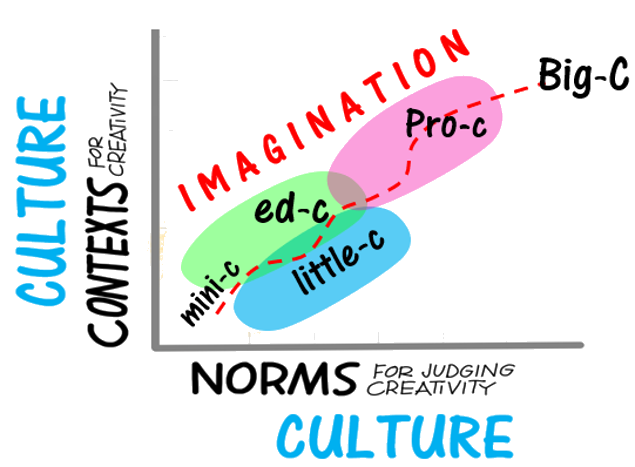 IMAGINATION
Big-C
Pro-c
ed-c
little-c
mini-c
CULTURE
CONTEXTS FOR CREATIVITY
NORMS FOR JUDGING CREATIVITY
CULTURE